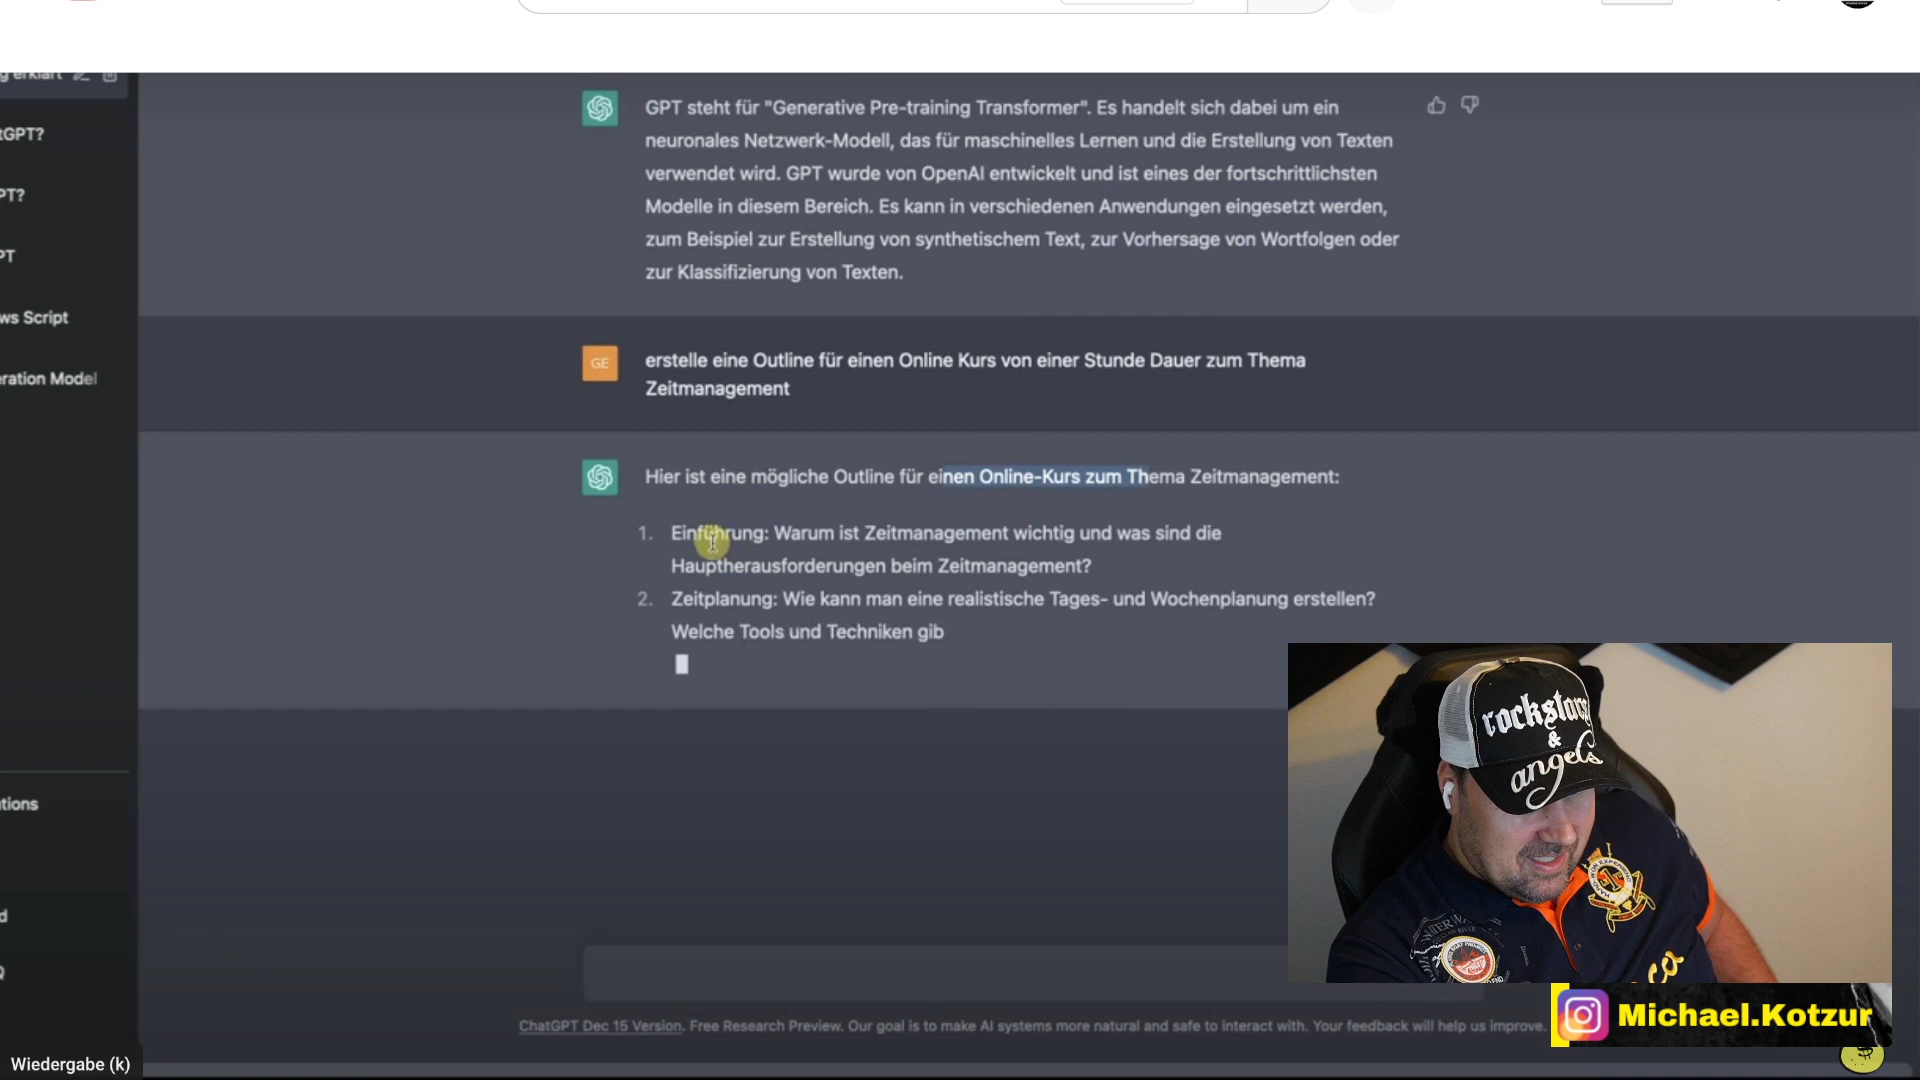 g erklärt
GPT steht für "Generative Pre-training Transformer". Es handelt sich dabei um ein
neuronales Netzwerk-Modell, das für maschinelles Lernen und die Erstellung von Texten
verwendet wird. GPT wurde von OpenAI entwickelt und ist eines der fortschrittlichsten
Modelle in diesem Bereich. Es kann in verschiedenen Anwendungen eingesetzt werden,
zum Beispiel zur Erstellung von synthetischem Text, zur Vorhersage von Wortfolgen oder
zur Klassifizierung von Texten.
tGPT?
PT?
PT
ws Script
eration Model
GE
erstelle eine Outline für einen Online Kurs von einer Stunde Dauer zum Thema
Zeitmanagement
Hier ist eine mögliche Outline für einen Online-Kurs zum Thema Zeitmanagement:
1. Einführung: Warum ist Zeitmanagement wichtig und was sind die
Hauptherausforderungen beim Zeitmanagement?
2. Zeitplanung: Wie kann man eine realistische Tages- und Wochenplanung erstellen?
Welche Tools und Techniken gib
rockstars
&
angels
ations
d
Q
ChatGPT Dec 15 Version. Free Research Preview. Our goal is to make AI systems more natural and safe to interact with. Your feedback will help us improve.
Michael.Kotzur
Wiedergabe (k)